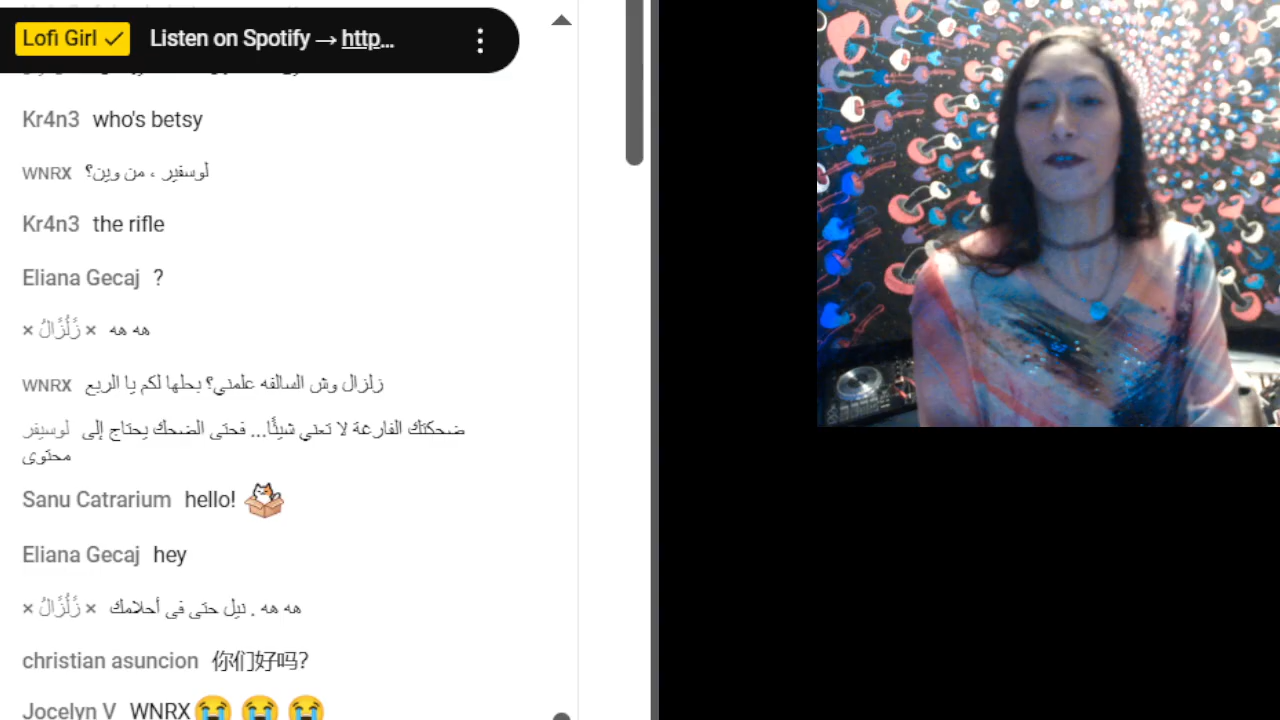 Lofi Girl ✓ Listen on Spotify → http...
Kr4n3 who's betsy
WNRX لوسفير ، من وين؟
Kr4n3 the rifle
Eliana Gecaj ?
× زَُلُزَالُ × هه هه
WNRX زلزال وش السالفه علمني؟ بحلها لكم يا الربع
لوسيفر ضحكتك الفارغة لا تعني شيئًا... فحتى الضحك يحتاج إلى
محتوى
Sanu Catrarium hello!
Eliana Gecaj hey
× زَُلُزَالُ × هه هه . نيل حتى فى أحلامك
christian asuncion 你们好吗?
Jocelyn V WNRX😭 😭 😭